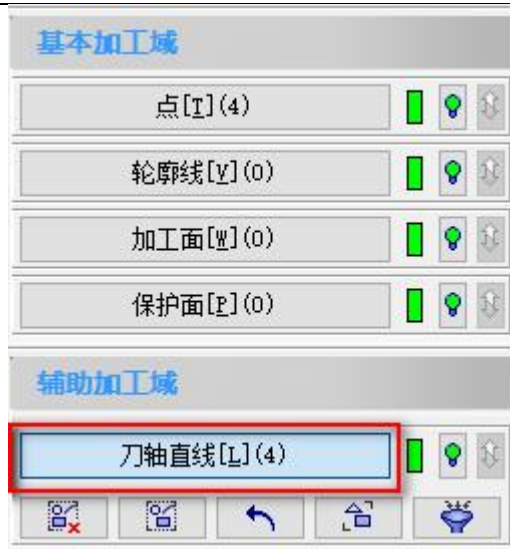 基本加工域
点[T](4)
轮廓线[V](0)
加工面[W](0)
保护面[P](0)
辅助加工域
刀轴直线[L](4)